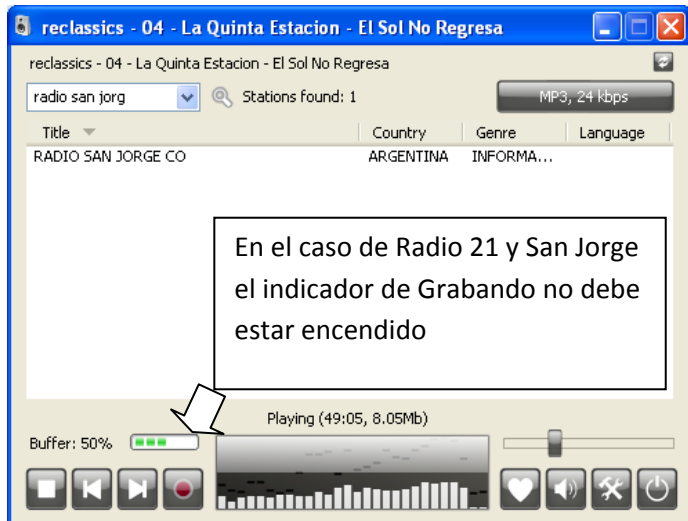 reclassics - 04 - La Quinta Estacion - El Sol No Regresa
reclassics - 04 - La Quinta Estacion - El Sol No Regresa
radio san jorg Stations found: 1 MP3, 24 kbps
Title Country Genre Language
RADIO SAN JORGE CO ARGENTINA INFORMA...
En el caso de Radio 21 y San Jorge
el indicador de Grabando no debe
estar encendido
Playing (49:05, 8.05Mb)
Buffer: 50%